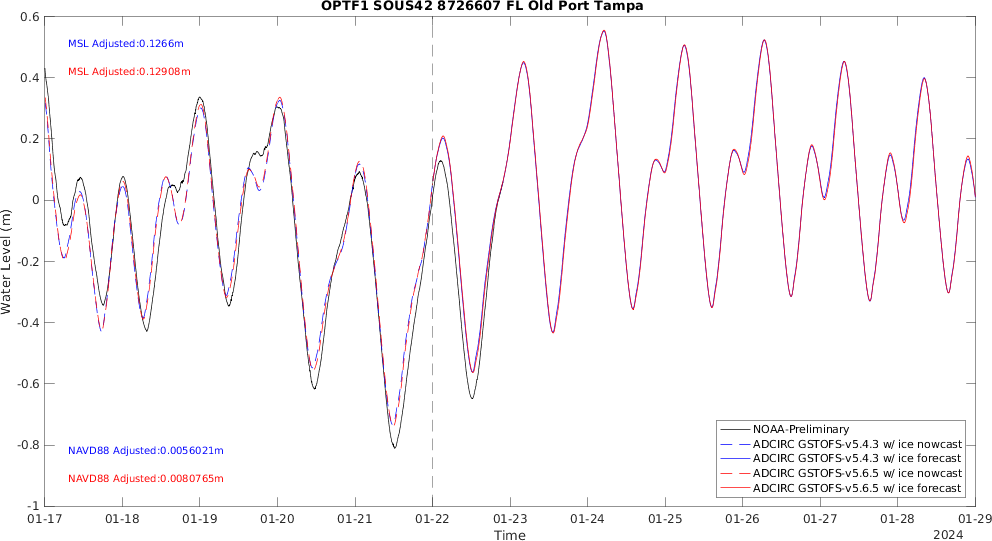 OPTF1 SOUS42 8726607 FL Old Port Tampa
MSL Adjusted:0.1266m
MSL Adjusted:0.12908m
NAVD88 Adjusted:0.0056021m
NAVD88 Adjusted:0.0080765m
Water Level (m)
0.6
0.4
0.2
0
-0.2
-0.4
-0.6
-0.8
-1
NOAA-Preliminary
ADCIRC GSTOFS-v5.4.3 w/ ice nowcast
ADCIRC GSTOFS-v5.4.3 w/ ice forecast
ADCIRC GSTOFS-v5.6.5 w/ ice nowcast
ADCIRC GSTOFS-v5.6.5 w/ ice forecast
01-17 01-18 01-19 01-20 01-21 01-22 01-23 01-24 01-25 01-26 01-27 01-28 01-29
Time
2024